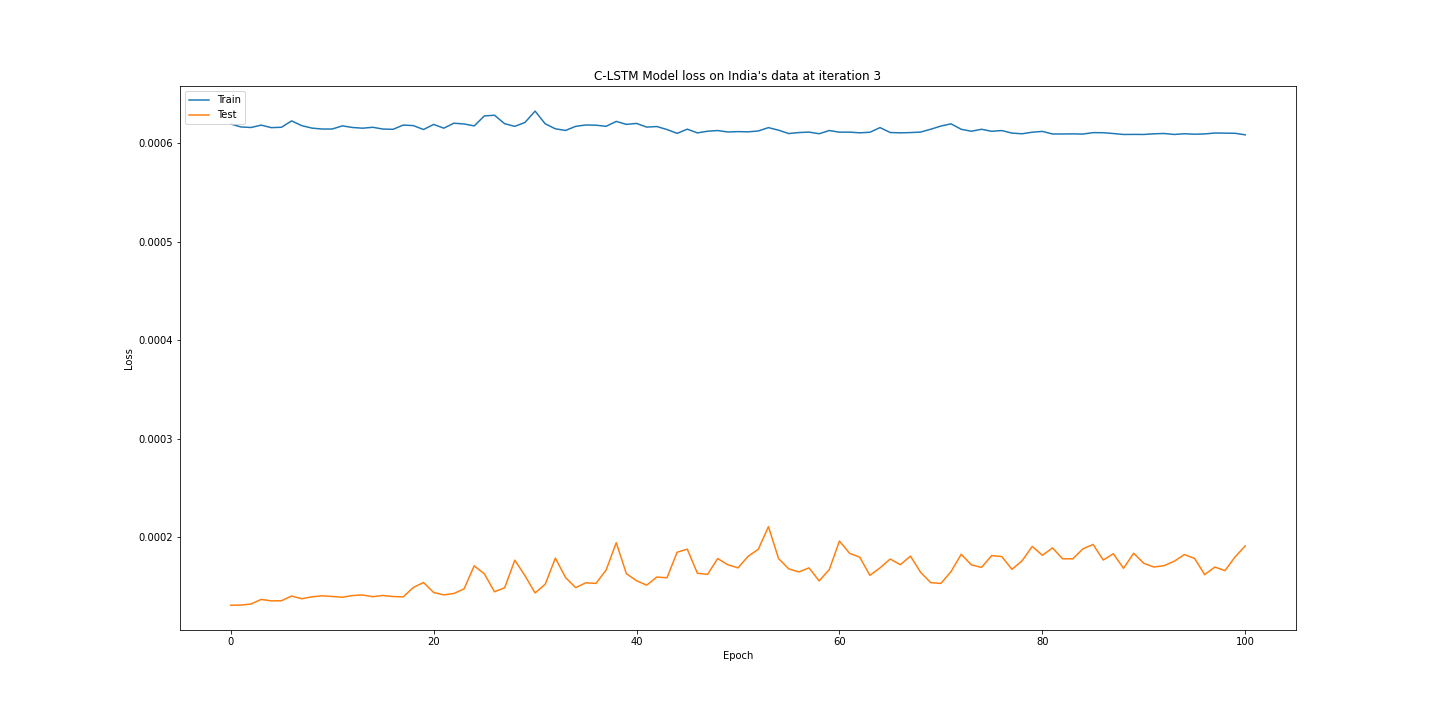 C-LSTM Model loss on India's data at iteration 3
Train
Test
0.0006
0.0005
0.0004
0.0003
0.0002
Loss
0 20 40 60 80 100
Epoch